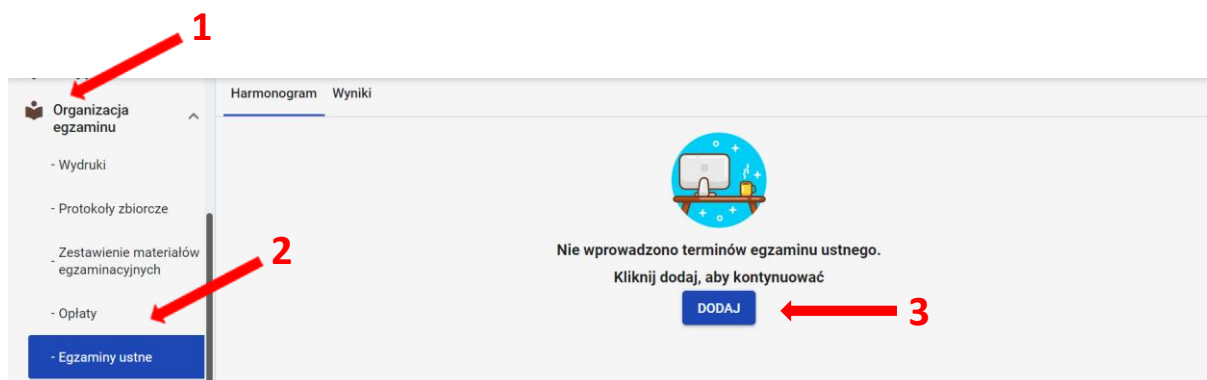 1
Organizacja
egzaminu
- Wydruki
- Protokoły zbiorcze
- Zestawienie materiałów
egzaminacyjnych
2
- Opłaty
- Egzaminy ustne
Harmonogram Wyniki
Nie wprowadzono terminów egzaminu ustnego.
Kliknij dodaj, aby kontynuować
DODAJ
3